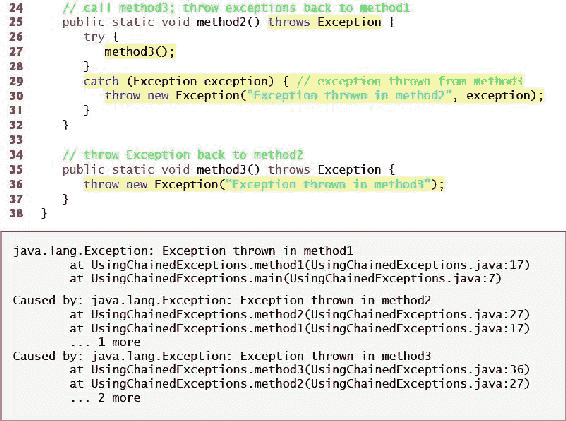 24 // call method3; throw exceptions back to method1
25 public static void method2() throws Exception {
26 try {
27 method3();
28 }
29 catch (Exception exception) { // exception thrown from method3
30 throw new Exception("Exception thrown in method2", exception);
31 }
32 }
33
34 // throw Exception back to method2
35 public static void method3() throws Exception {
36 throw new Exception("Exception thrown in method3");
37 }
38 }
java.lang.Exception: Exception thrown in method1
at UsingChainedExceptions.method1(UsingChainedExceptions.java:17)
at UsingChainedExceptions.main(UsingChainedExceptions.java:7)
Caused by: java.lang.Exception: Exception thrown in method2
at UsingChainedExceptions.method2(UsingChainedExceptions.java:27)
at UsingChainedExceptions.method1(UsingChainedExceptions.java:17)
... 1 more
Caused by: java.lang.Exception: Exception thrown in method3
at UsingChainedExceptions.method3(UsingChainedExceptions.java:36)
at UsingChainedExceptions.method2(UsingChainedExceptions.java:27)
... 2 more